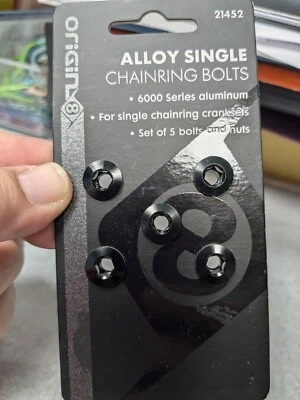 21452
ORIGIN8
ALLOY SINGLE
CHAINRING BOLTS
• 6000 Series aluminum
• For single chainring cranksets
• Set of 5 bolts and nuts
8